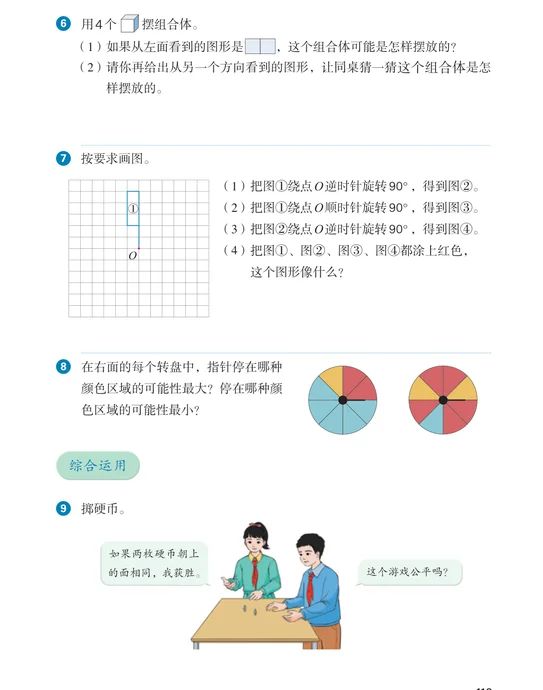 6 用4个 摆组合体。
（1）如果从左面看到的图形是 ，这个组合体可能是怎样摆放的？
（2）请你再给出从另一个方向看到的图形，让同桌猜一猜这个组合体是怎
样摆放的。
7 按要求画图。
①
O
（1）把图①绕点O逆时针旋转90°，得到图②。
（2）把图①绕点O顺时针旋转90°，得到图③。
（3）把图②绕点O逆时针旋转90°，得到图④。
（4）把图①、图②、图③、图④都涂上红色，
这个图形像什么？
8 在右面的每个转盘中，指针停在哪种
颜色区域的可能性最大？停在哪种颜
色区域的可能性最小？
综合运用
9 掷硬币。
如果两枚硬币朝上
的面相同，我获胜。
这个游戏公平吗？